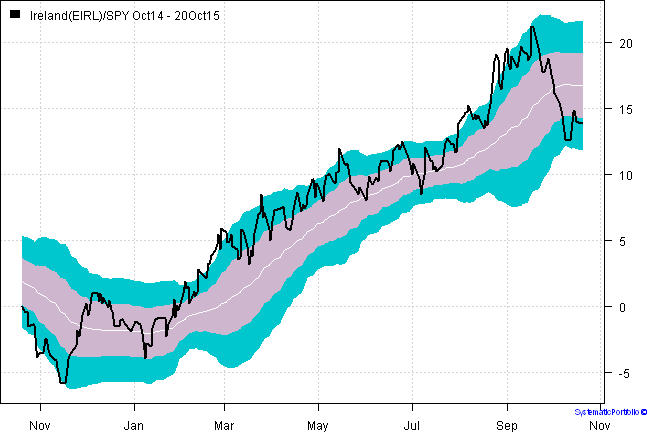 Ireland(EIRL)/SPY Oct14 - 20Oct15
20
15
10
5
0
-5
SystematicPortfolio ©
Nov Jan Mar May Jul Sep Nov